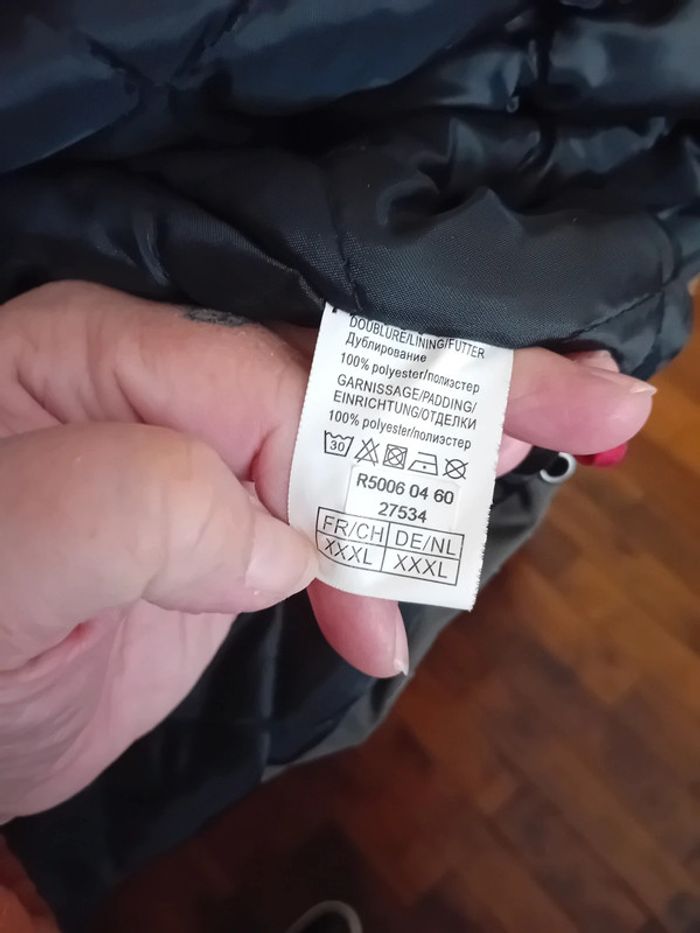 DOUBLURE/LINING/FUTTER
Дублирование
100% polyester/полиэстер
GARNISSAGE/PADDING/
EINRICHTUNG/ОТДЕЛКИ
100% polyester/полиэстер
30
R5006 04 60
27534
FR/CH DE/NL
XXXL XXXL